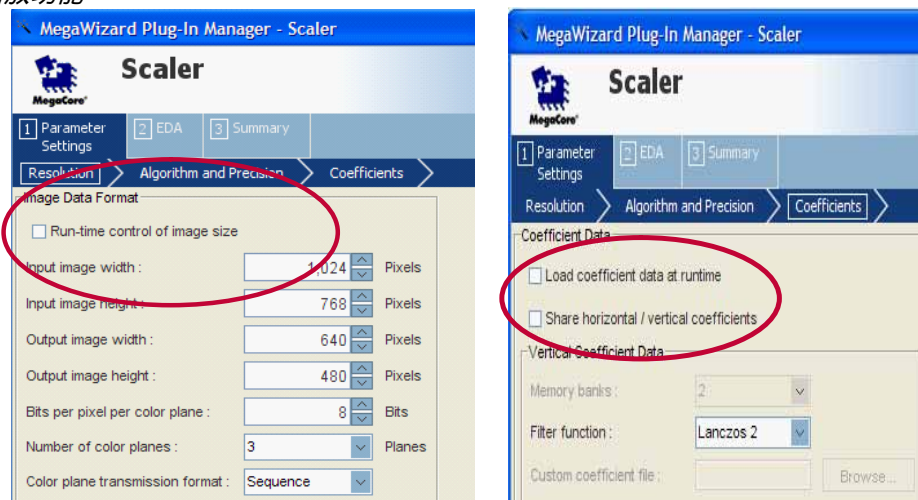 MegaWizard Plug-In Manager - Scaler
MegaCore®
Scaler
1 Parameter Settings
2 EDA
3 Summary
Resolution
Algorithm and Precision
Coefficients
Image Data Format
Run-time control of image size
Input image width : 1,024 Pixels
Input image height : 768 Pixels
Output image width : 640 Pixels
Output image height : 480 Pixels
Bits per pixel per color plane : 8 Bits
Number of color planes : 3 Planes
Color plane transmission format : Sequence
MegaWizard Plug-In Manager - Scaler
MegaCore®
Scaler
1 Parameter Settings
2 EDA
3 Summary
Resolution
Algorithm and Precision
Coefficients
Coefficient Data
Load coefficient data at runtime
Share horizontal / vertical coefficients
Vertical Coefficient Data
Memory banks : 2
Filter function : Lanczos 2
Custom coefficient file : Browse...